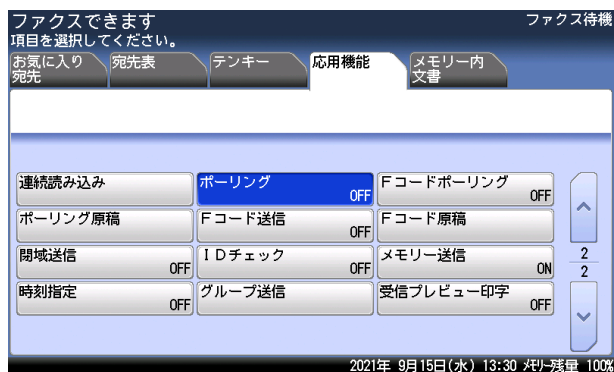 ファクスできます
ファクス待機
項目を選択してください。
お気に入り
宛先
宛先表
テンキー
応用機能
メモリー内
文書
連続読み込み
ポーリング
OFF
Fコードポーリング
OFF
ポーリング原稿
Fコード送信
OFF
Fコード原稿
閉域送信
OFF
IDチェック
OFF
メモリー送信
ON
2
2
時刻指定
OFF
グループ送信
受信プレビュー印字
OFF
2021年 9月15日(水) 13:30 メモリー残量 100%